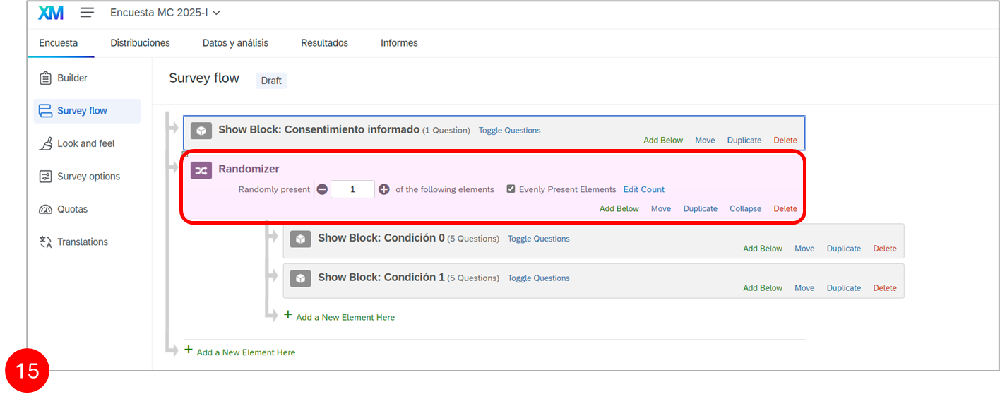 XM Encuesta MC 2025-I
Encuesta Distribuciones Datos y análisis Resultados Informes
Builder
Survey flow
Look and feel
Survey options
Quotas
Translations
Survey flow Draft
Show Block: Consentimiento informado (1 Question) Toggle Questions
Add Below Move Duplicate Delete
Randomizer
Randomly present 1 of the following elements Evenly Present Elements Edit Count
Add Below Move Duplicate Collapse Delete
Show Block: Condición 0 (5 Questions) Toggle Questions
Add Below Move Duplicate Delete
Show Block: Condición 1 (5 Questions) Toggle Questions
Add Below Move Duplicate Delete
+ Add a New Element Here
+ Add a New Element Here
15